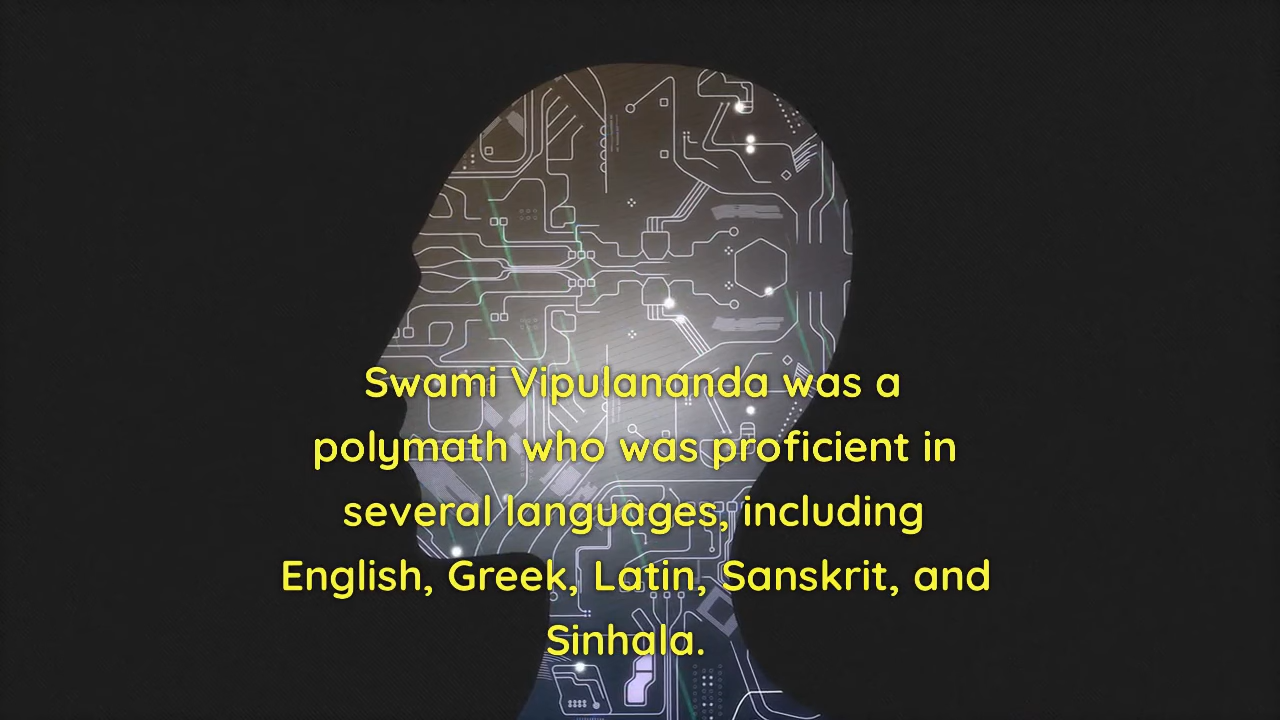 Swami Vipulananda was a
polymath who was proficient in
several languages, including
English, Greek, Latin, Sanskrit, and
Sinhala.